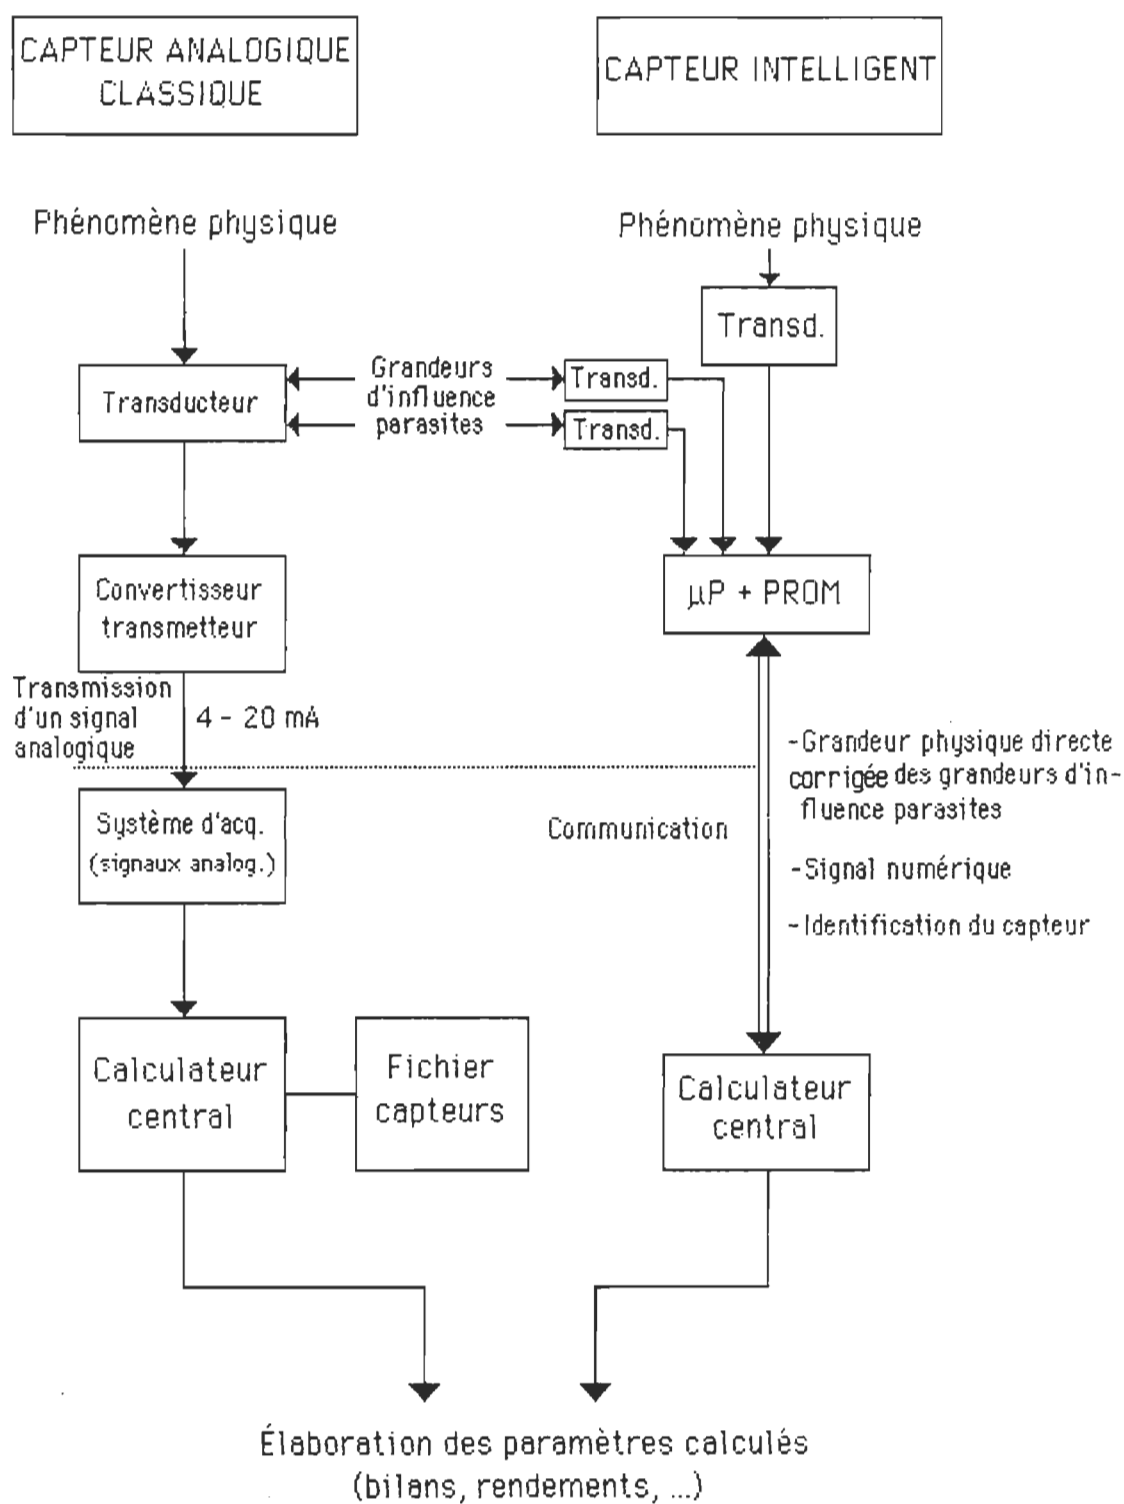 CAPTEUR ANALOGIQUE
CLASSIQUE
CAPTEUR INTELLIGENT
Phénomène physique
Phénomène physique
Transd.
Transducteur
Grandeurs
d'influence
parasites
Transd.
Transd.
Convertisseur
transmetteur
µP + PROM
Transmission
d'un signal
analogique
4 - 20 mA
-Grandeur physique directe
corrigée des grandeurs d'in-
fluence parasites
Communication
-Signal numérique
-Identification du capteur
Système d'acq.
(signaux analog.)
Calculateur
central
Fichier
capteurs
Calculateur
central
Élaboration des paramètres calculés
(bilans, rendements, ...)